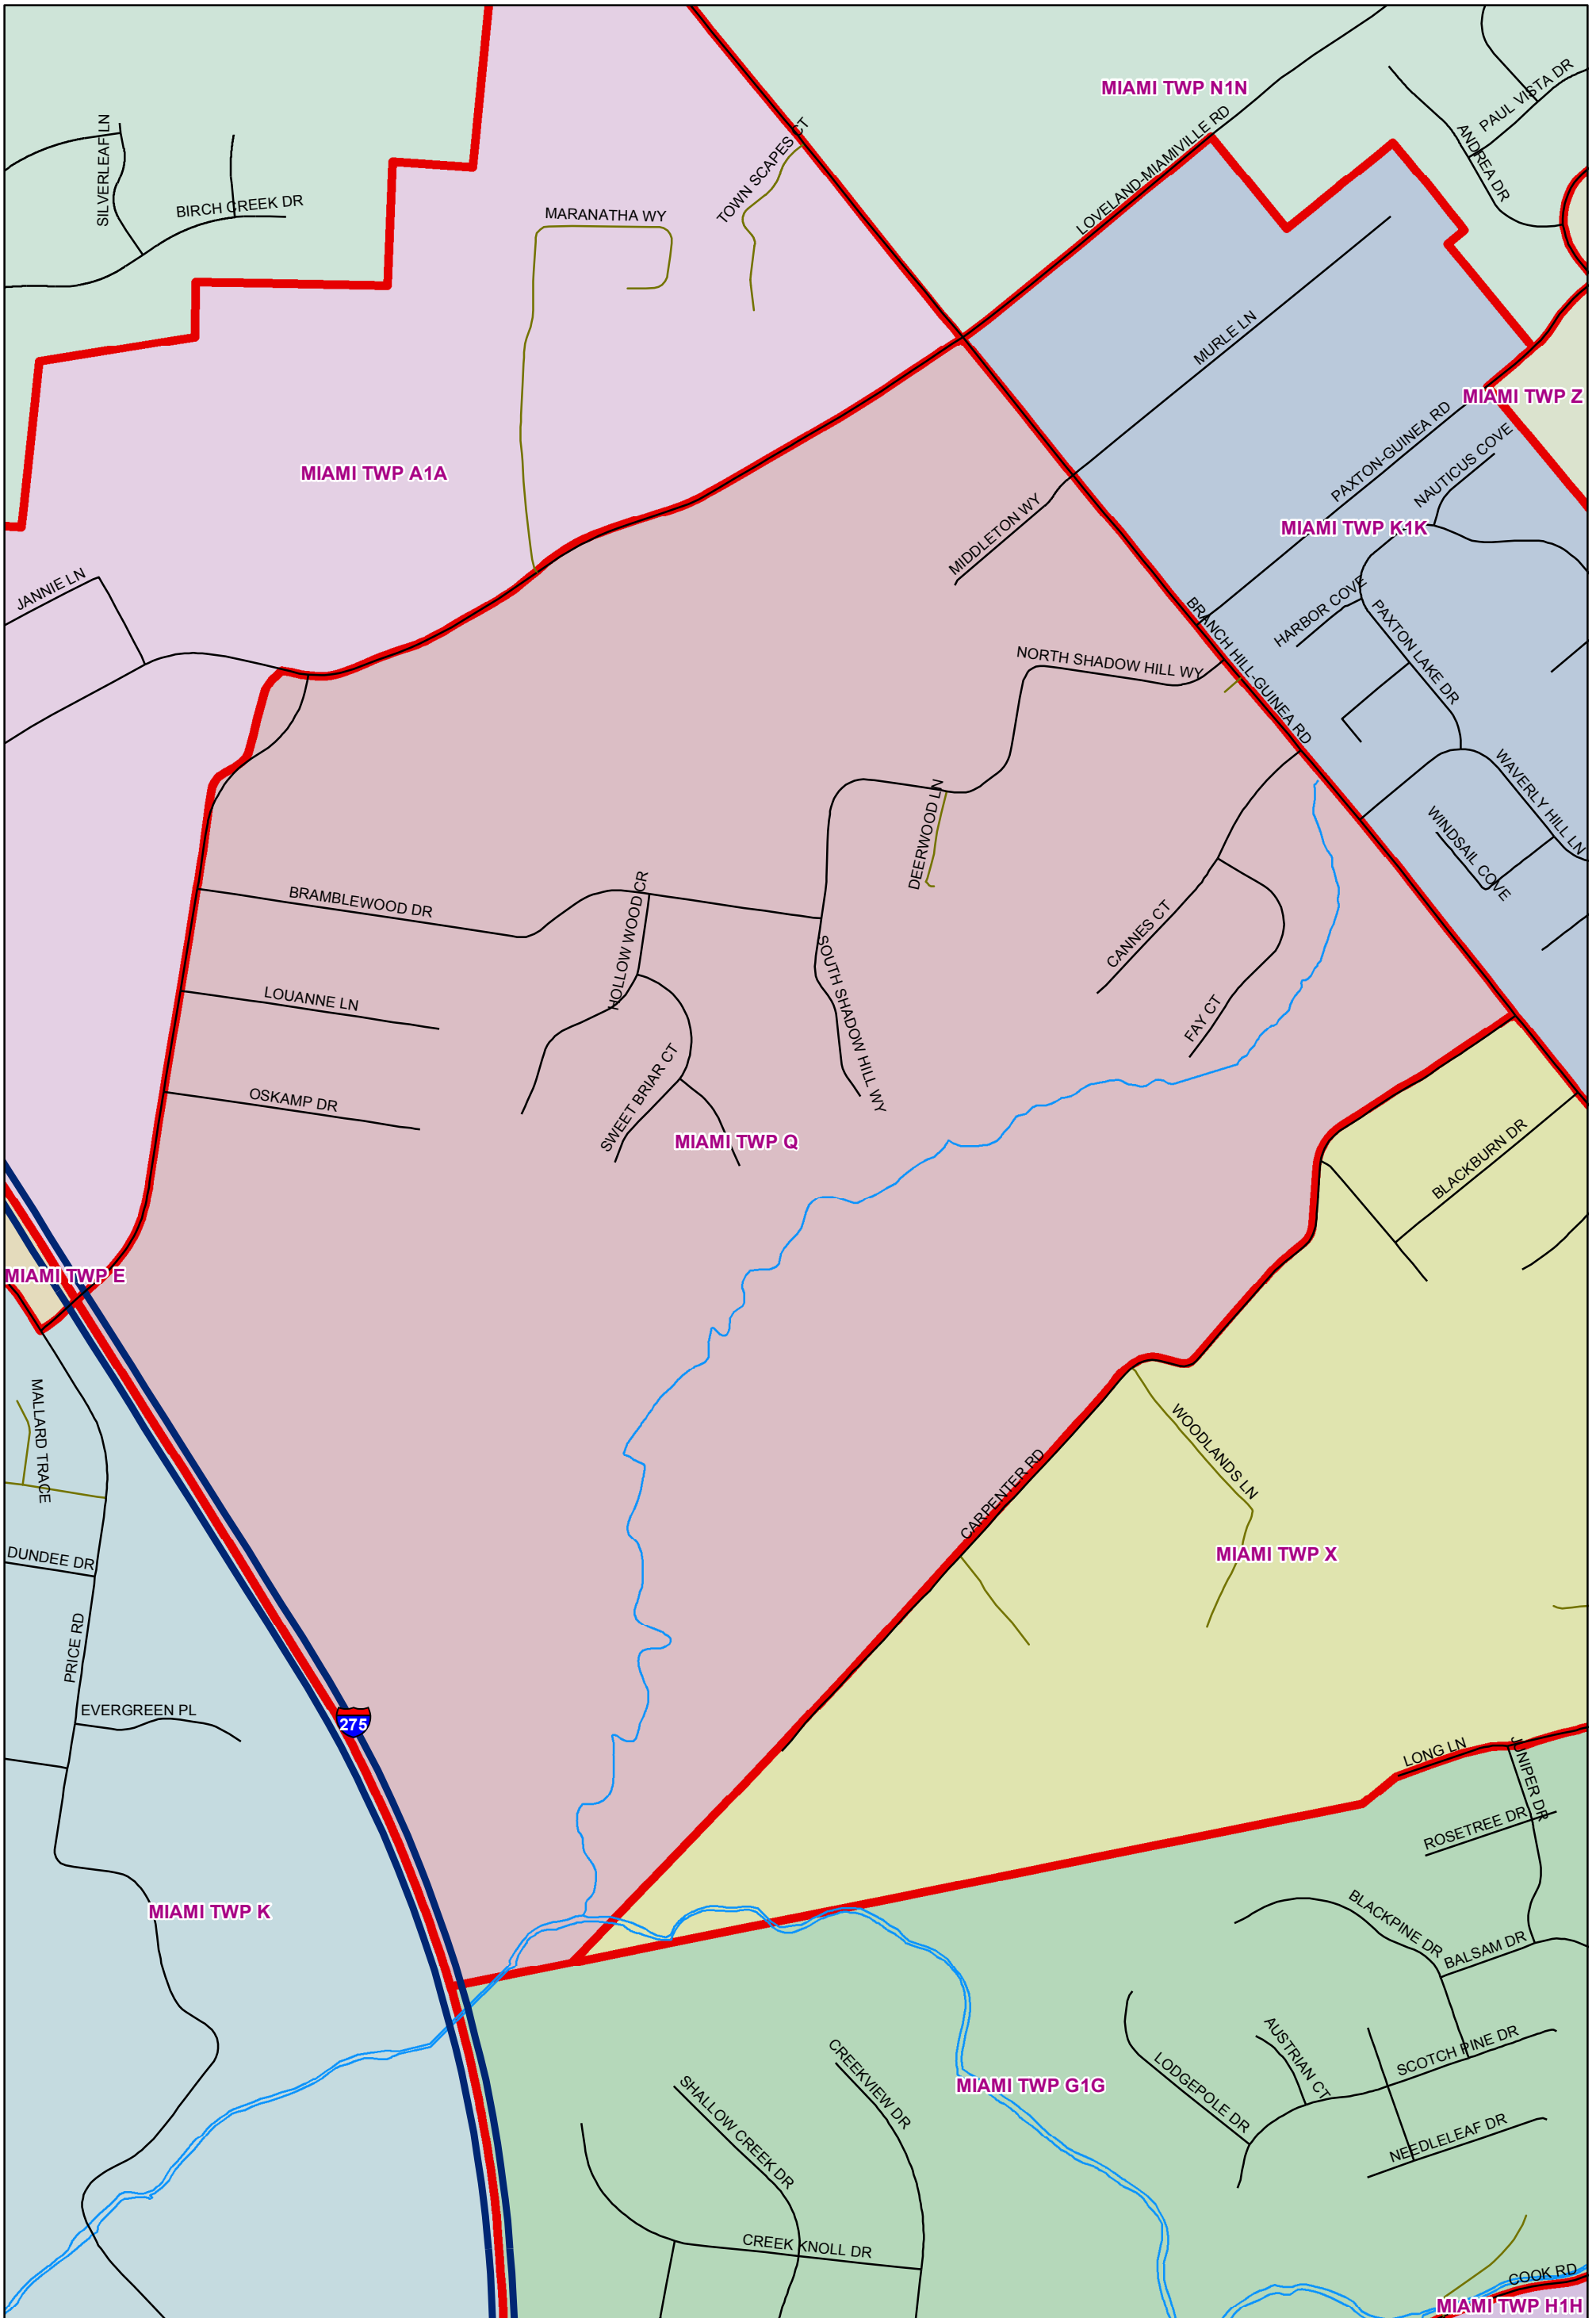 MIAMI TWP N1N
PAUL VISTA DR
ANDREA DR
LOVELAND-MIAMIVILLE RD
TOWN SCAPES CT
SILVERLEAF LN
BIRCH CREEK DR
MARANATHA WY
MURLE LN
MIAMI TWP Z
PAXTON-GUINEA RD
NAUTICUS COVE
MIAMI TWP A1A
MIAMI TWP K1K
MIDDLETON WY
JANNIE LN
HARBOR COVE
PAXTON LAKE DR
BRANCH HILL-GUINEA RD
NORTH SHADOW HILL WY
WAVERLY HILL LN
WINDSAIL COVE
DEERWOOD LN
BRAMBLEWOOD DR
HOLLOW WOOD CR
CANNES CT
SOUTH SHADOW HILL WY
LOUANNE LN
FAY CT
OSKAMP DR
SWEET BRIAR CT
MIAMI TWP Q
BLACKBURN DR
MIAMI TWP E
MALLARD TRACE
WOODLANDS LN
CARPENTER RD
DUNDEE DR
MIAMI TWP X
PRICE RD
EVERGREEN PL
275
LONG LN
JUNIPER DR
ROSETREE DR
MIAMI TWP K
BLACKPINE DR
BALSAM DR
AUSTRIAN CT
SCOTCH PINE DR
LODGEPOLE DR
CREEKVIEW DR
MIAMI TWP G1G
SHALLOW CREEK DR
NEEDLELEAF DR
CREEK KNOLL DR
COOK RD
MIAMI TWP H1H